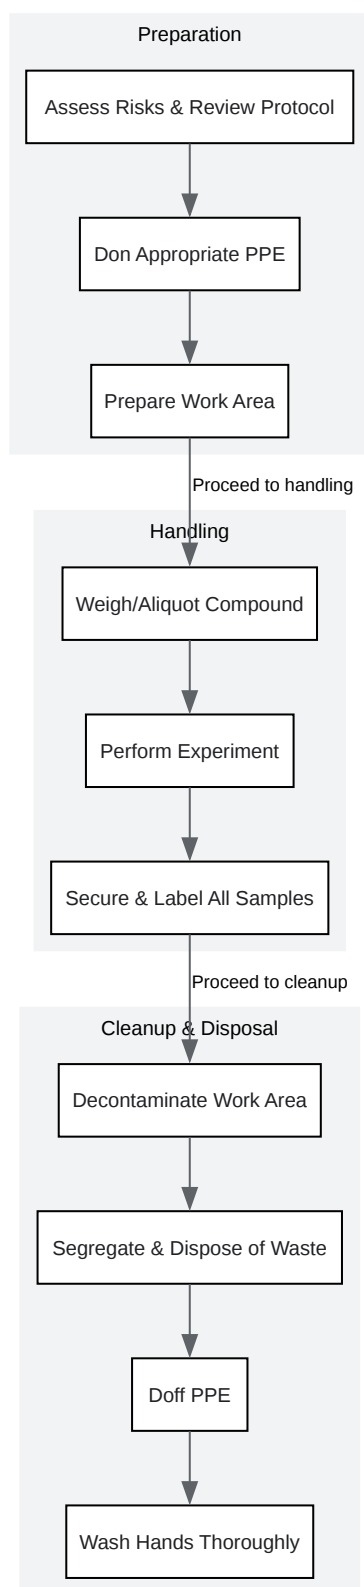 Preparation
Assess Risks & Review Protocol
Don Appropriate PPE
Prepare Work Area
Proceed to handling
Handling
Weigh/Aliquot Compound
Perform Experiment
Secure & Label All Samples
Proceed to cleanup
Cleanup & Disposal
Decontaminate Work Area
Segregate & Dispose of Waste
Doff PPE
Wash Hands Thoroughly